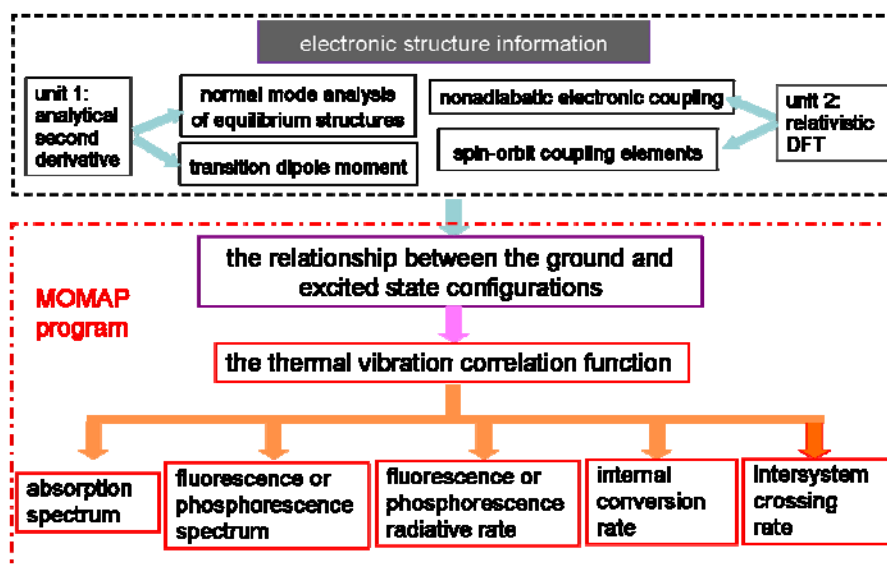 electronic structure information
unit 1:
analytical
second
derivative
normal mode analysis
of equilibrium structures
transition dipole moment
nonadiabatic electronic coupling
spin-orbit coupling elements
unit 2:
relativistic
DFT
MOMAP
program
the relationship between the ground and
excited state configurations
the thermal vibration correlation function
absorption
spectrum
fluorescence or
phosphorescence
spectrum
fluorescence or
phosphorescence
radiative rate
internal
conversion
rate
Intersystem
crossing
rate